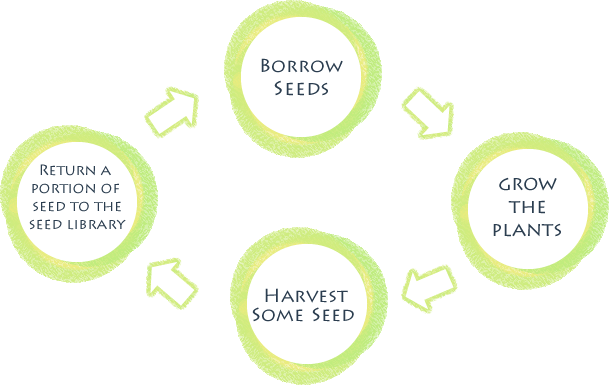 Borrow
Seeds
grow
the
plants
Harvest
Some Seed
Return a
portion of
seed to the
seed library